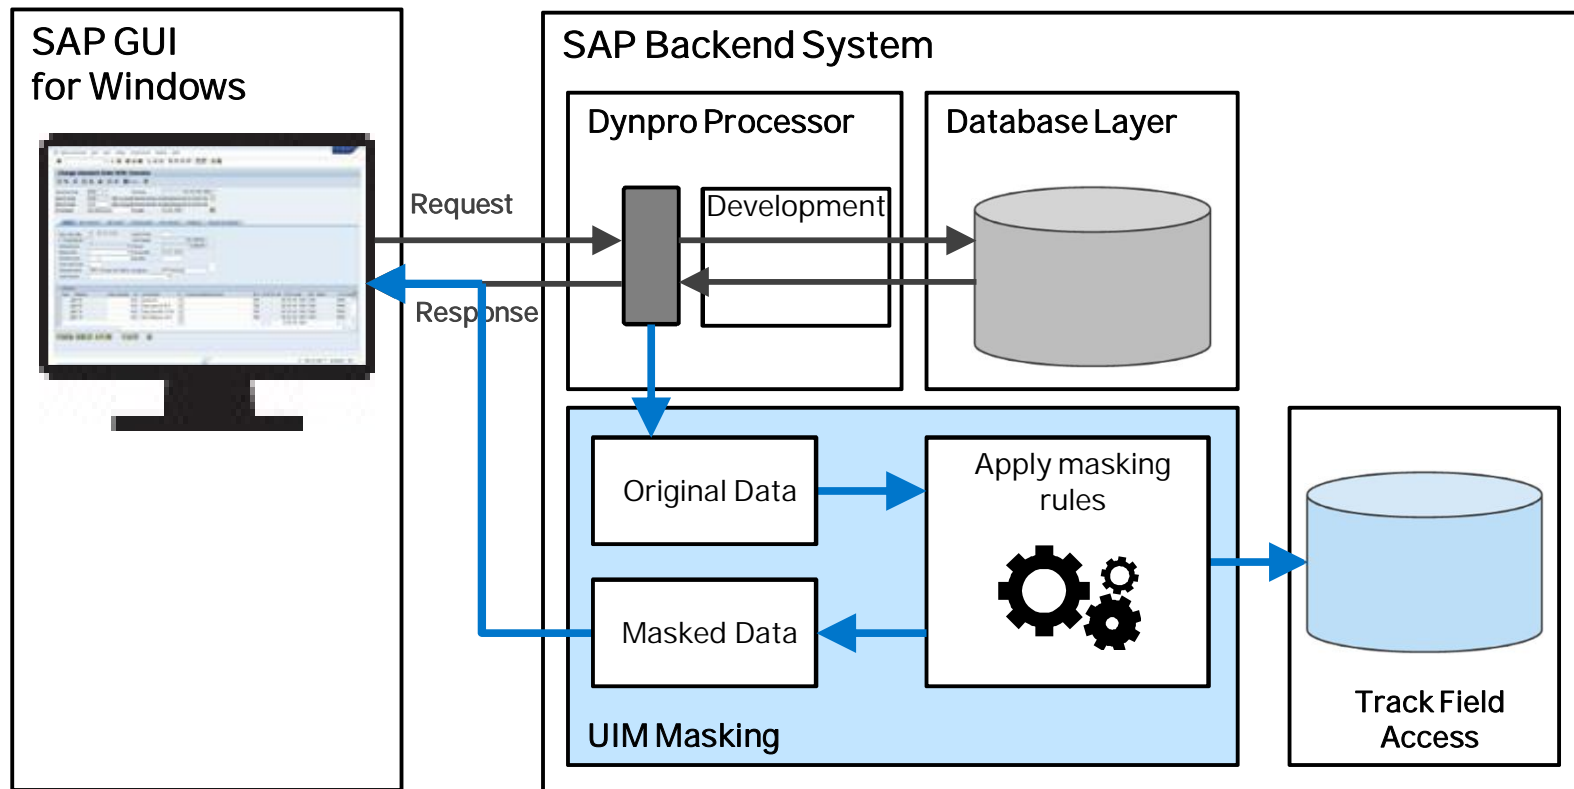 SAP GUI
for Windows
SAP Backend System
Dynpro Processor
Database Layer
Request
Development
Response
Original Data
Apply masking
rules
Masked Data
UIM Masking
Track Field
Access